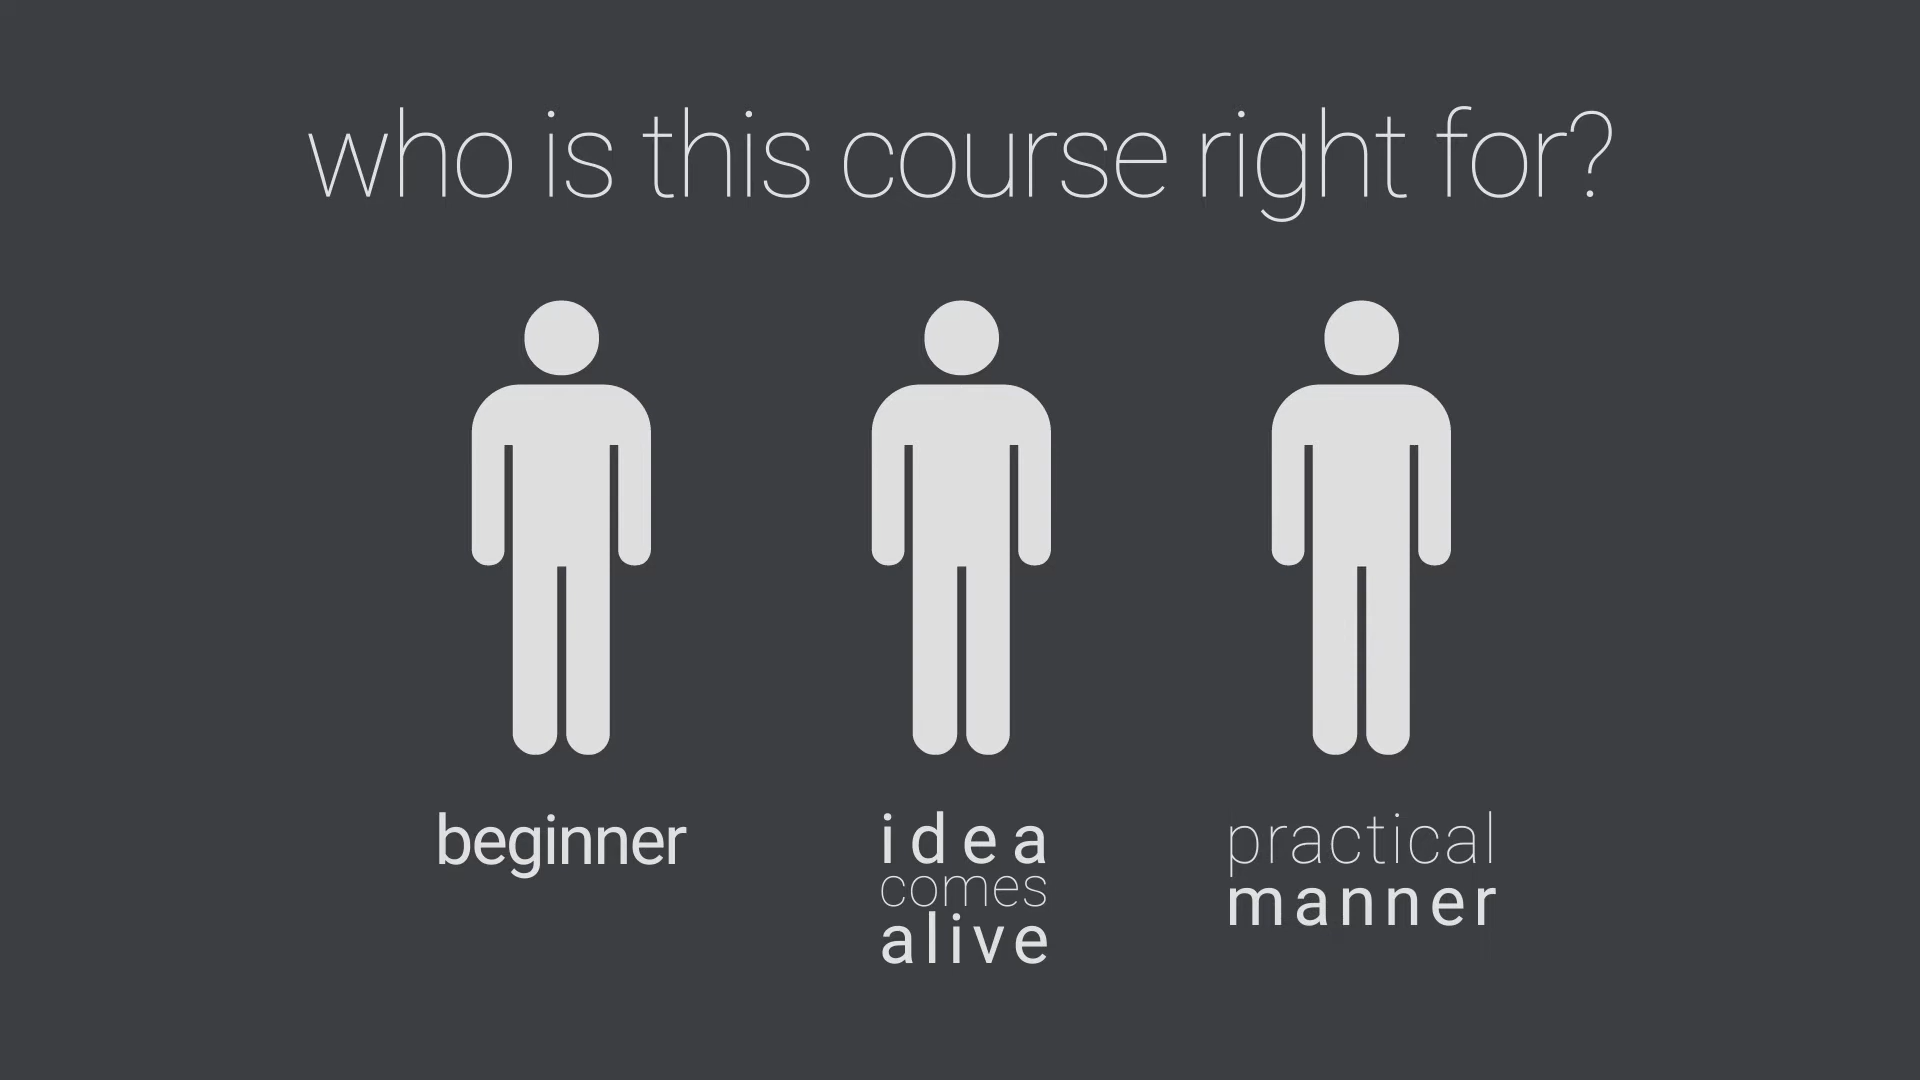 who is this course right for?
beginner
idea
comes
alive
practical
manner